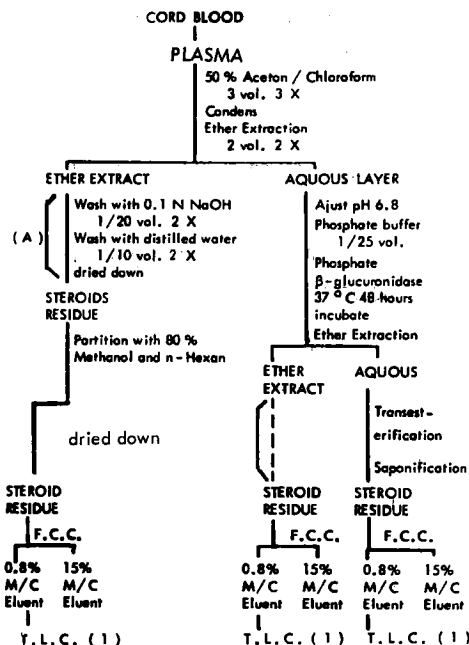 CORD BLOOD
PLASMA
50 % Aceton / Chloroform
3 vol. 3 X
Condens
Ether Extraction
2 vol. 2 X
ETHER EXTRACT
Wash with 0.1 N NaOH
1/20 vol. 2 X
(A)
Wash with distilled water
1/10 vol. 2 X
dried down
STEROIDS
RESIDUE
Partition with 80 %
Methanol and n-Hexan
dried down
STEROID
RESIDUE
F.C.C.
0.8%
M/C
Eluent
15%
M/C
Eluent
T.L.C. (1)
AQUOUS LAYER
Ajust pH 6.8
Phosphate buffer
1/25 vol.
Phosphate
β-glucuronidase
37 °C 48-hours
incubate
Ether Extraction
ETHER
EXTRACT
STEROID
RESIDUE
F.C.C.
0.8%
M/C
Eluent
15%
M/C
Eluent
T.L.C. (1)
AQUOUS
Transest-
erification
Saponification
STEROID
RESIDUE
F.C.C.
0.8%
M/C
Eluent
15%
M/C
Eluent
T.L.C. (1)